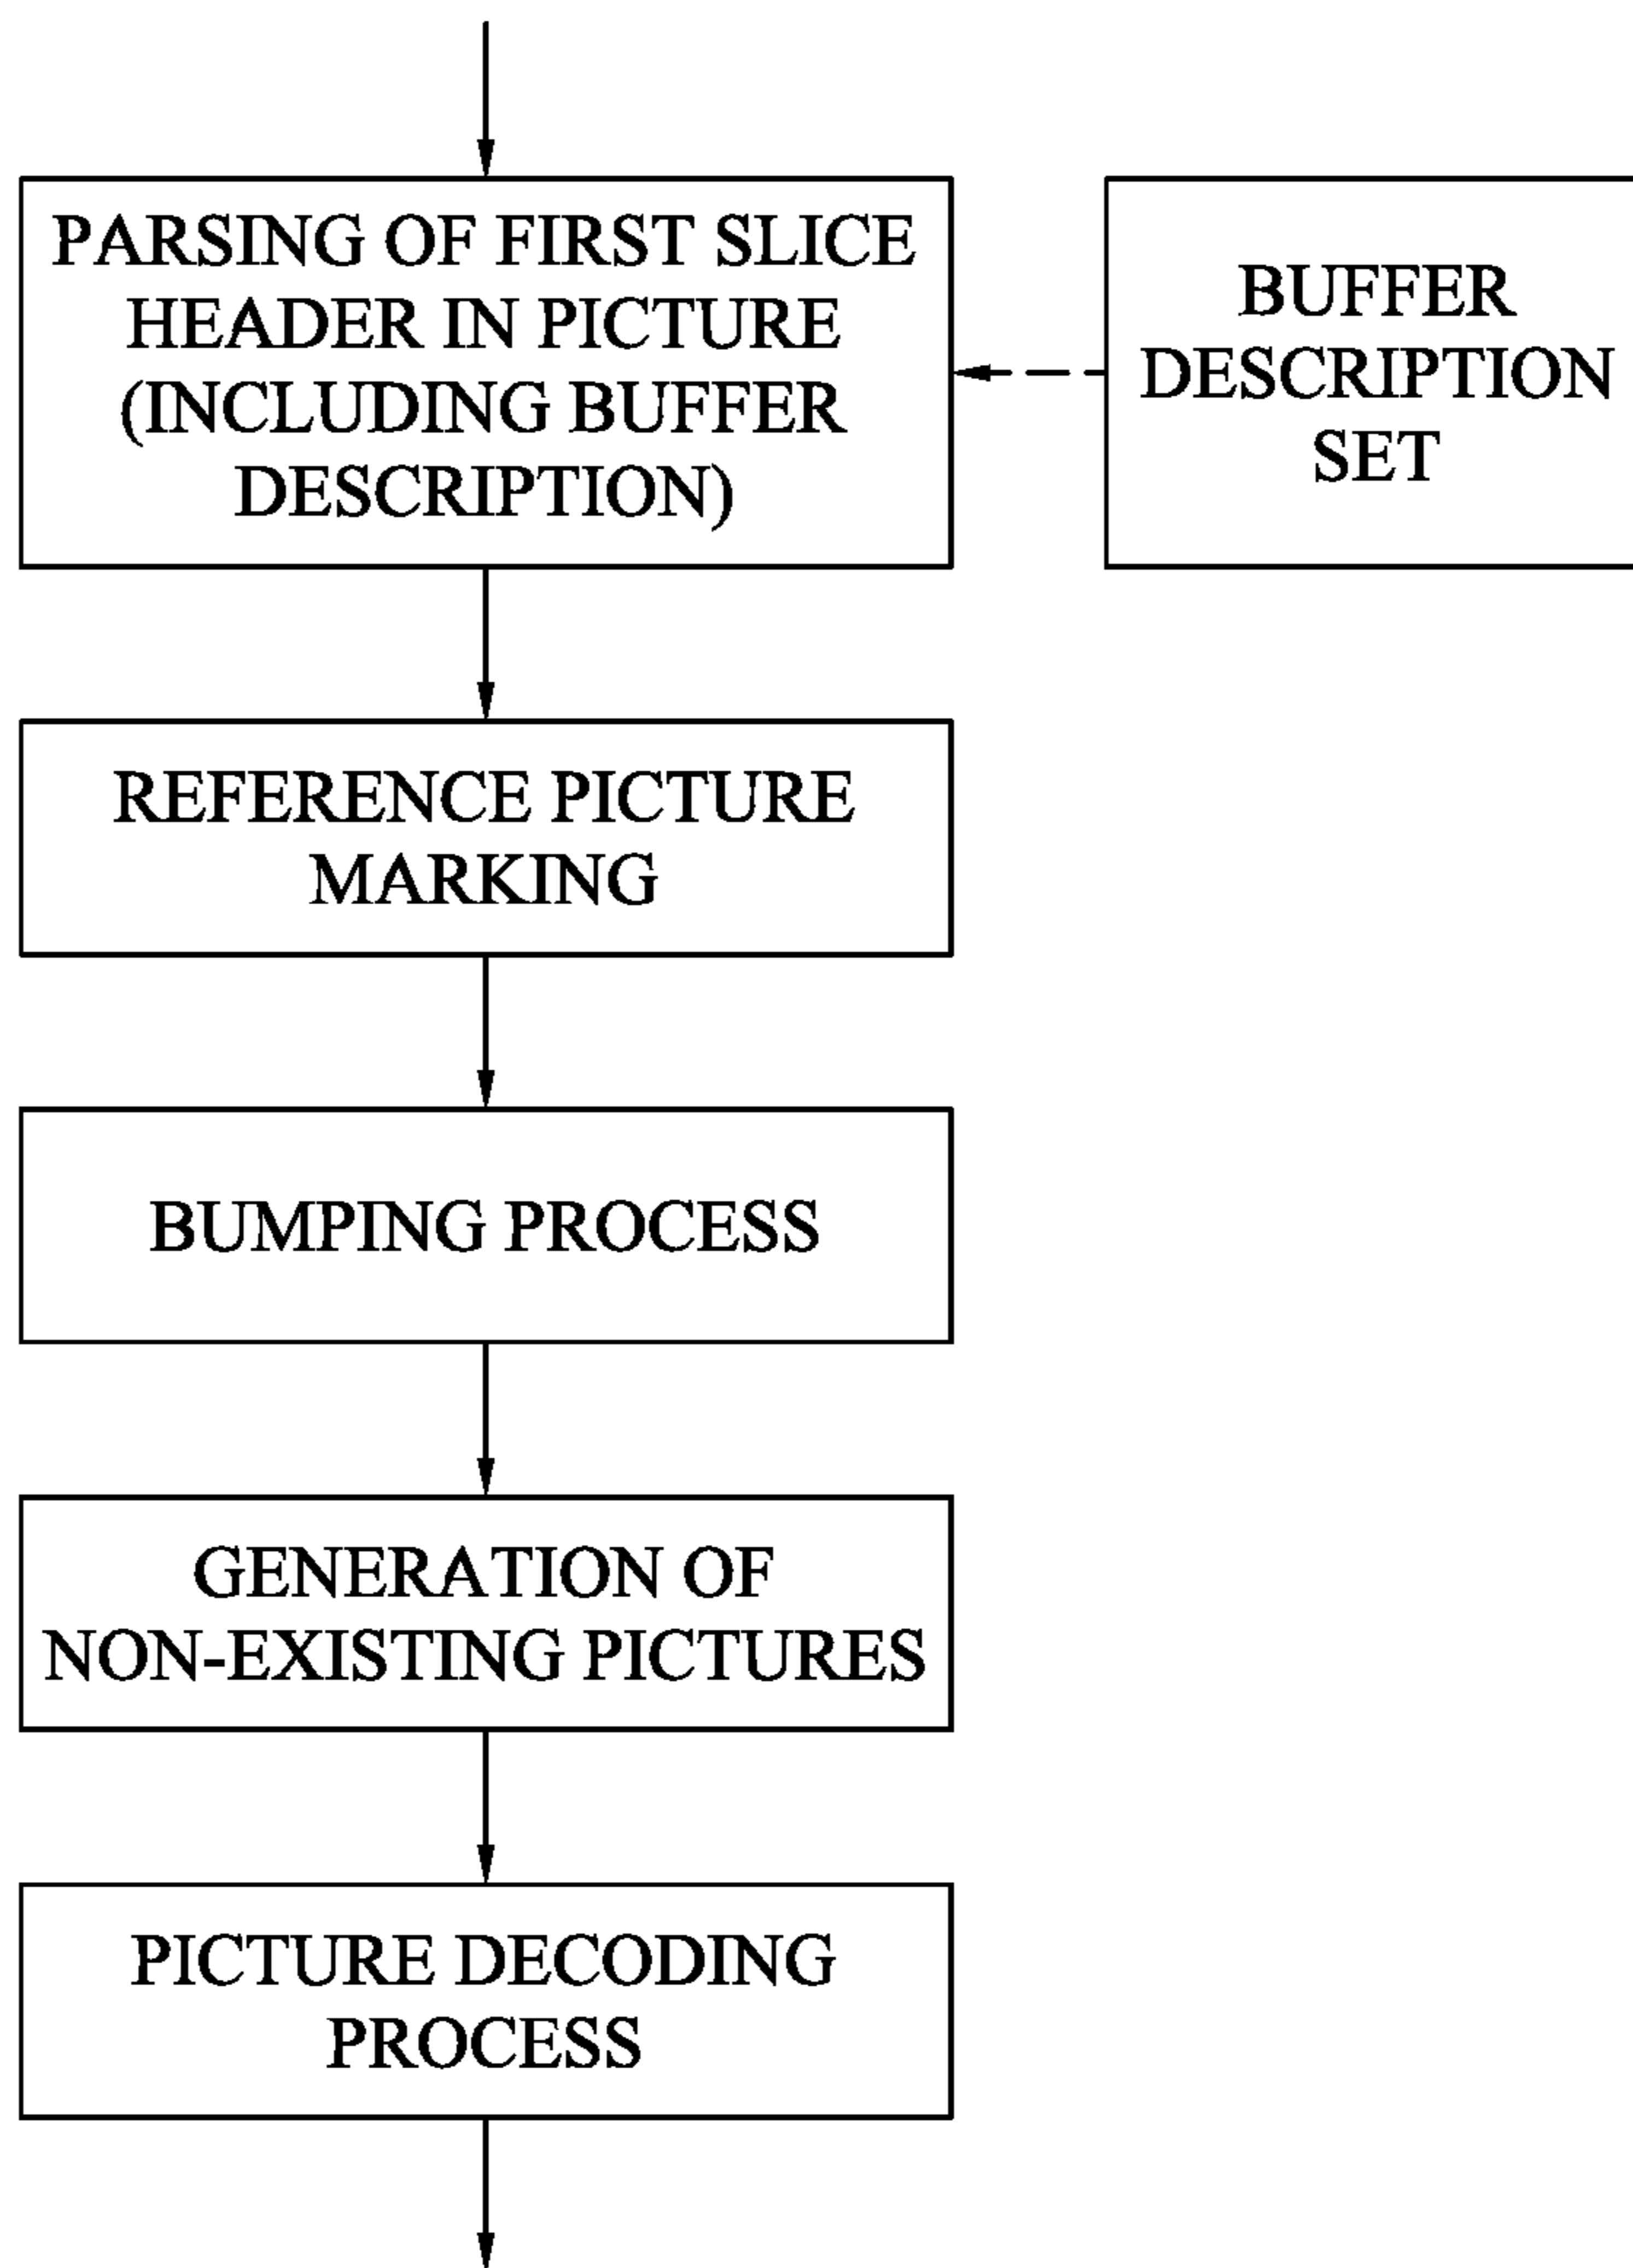 PARSING OF FIRST SLICE
HEADER IN PICTURE
(INCLUDING BUFFER
DESCRIPTION)
BUFFER
DESCRIPTION
SET
REFERENCE PICTURE
MARKING
BUMPING PROCESS
GENERATION OF
NON-EXISTING PICTURES
PICTURE DECODING
PROCESS